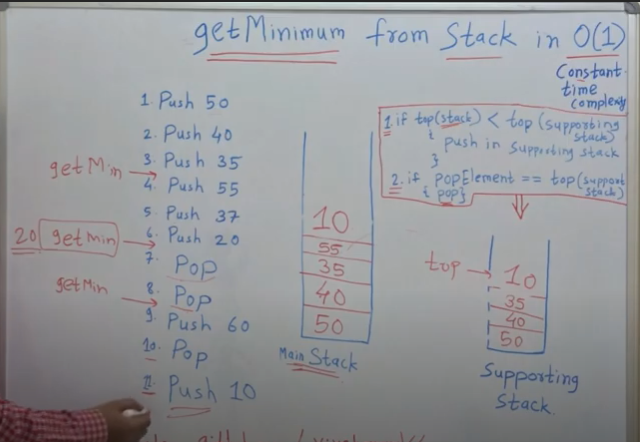 getMinimum from Stack in O(1)
Constant
time
complexity
1. Push 50
2. Push 40
3. Push 35
getMin
4. Push 55
5. Push 37
6. Push 20
20 getmin
7. Pop
getMin
8. Pop
9. Push 60
10. Pop
11. Push 10
10
55
35
40
50
Main Stack
1. if top(stack) < top (supporting
stack)
{ push in supporting stack
}
2. if popElement == top(support
stack)
{ pop}
top
10
35
40
50
Supporting
Stack.